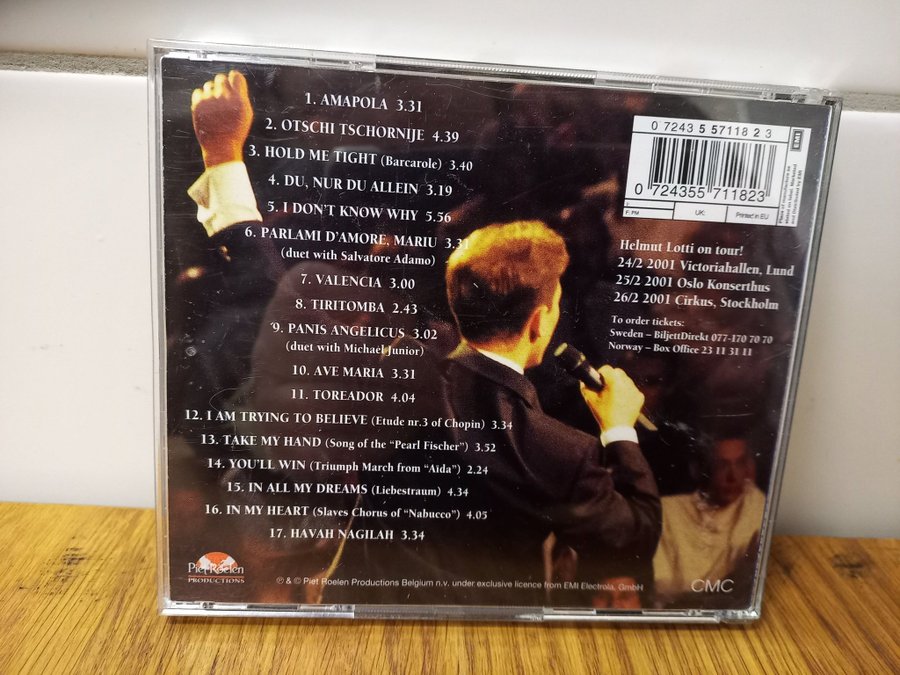 1. AMAPOLA 3.31
2. OTSCHI TSCHORNIJE 4.39
3. HOLD ME TIGHT (Barcarole) 3.40
4. DU, NUR DU ALLEIN 3.19
5. I DON'T KNOW WHY 5.56
6. PARLAMI D'AMORE, MARIU 3.31
(duet with Salvatore Adamo)
7. VALENCIA 3.00
8. TIRITOMBA 2.43
9. PANIS ANGELICUS 3.02
(duet with Michael Junior)
10. AVE MARIA 3.31
11. TOREADOR 4.04
12. I AM TRYING TO BELIEVE (Etude nr.3 of Chopin) 3.34
13. TAKE MY HAND (Song of the "Pearl Fischer") 3.52
14. YOU'LL WIN (Triumph March from "Aïda") 2.24
15. IN ALL MY DREAMS (Liebestraum) 4.34
16. IN MY HEART (Slaves Chorus of "Nabucco") 4.05
17. HAVAH NAGILAH 3.34
0 7243 5 57118 2 3
EMI
0 724355 711823
F: PM
UK:
Printed in EU
Helmut Lotti on tour!
24/2 2001 Victoriahallen, Lund
25/2 2001 Oslo Konserthus
26/2 2001 Cirkus, Stockholm
To order tickets:
Sweden – BiljettDirekt 077-170 70 70
Norway – Box Office 23 11 31 11
Piet Roelen
PRODUCTIONS
℗ & © Piet Roelen Productions Belgium n.v. under exclusive licence from EMI Electrola, GmbH
CMC